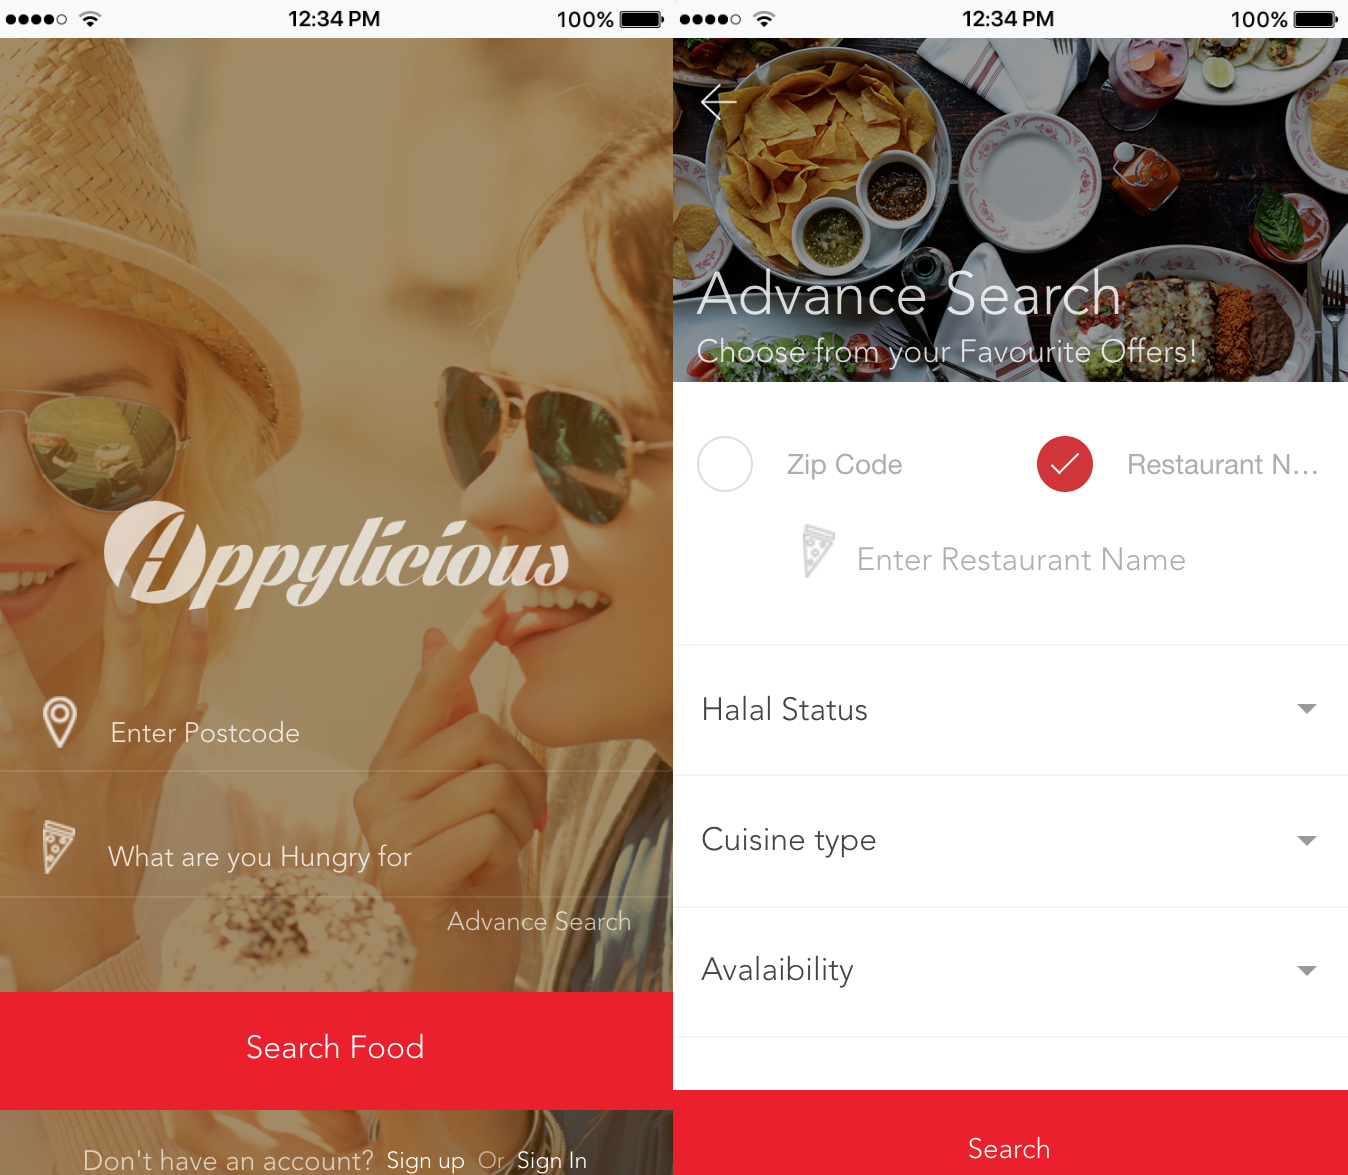 12:34 PM
100%
Appylicious
Enter Postcode
What are you Hungry for
Advance Search
Search Food
Don't have an account? Sign up Or Sign In
12:34 PM
100%
Advance Search
Choose from your Favourite Offers!
Zip Code
Restaurant N...
Enter Restaurant Name
Halal Status
Cuisine type
Avalaibility
Search